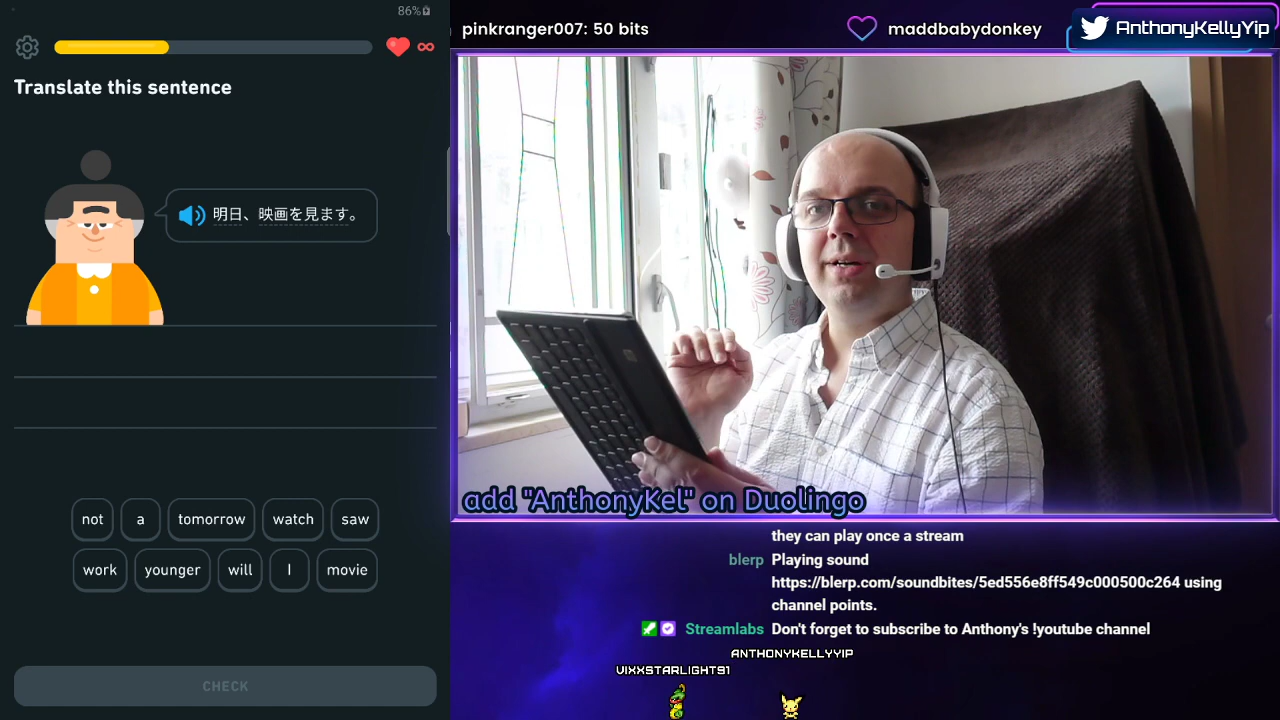 86%
Translate this sentence
明日、映画を見ます。
not a tomorrow watch saw
work younger will I movie
CHECK
pinkranger007: 50 bits
maddbabydonkey
AnthonyKellyYip
add "AnthonyKel" on Duolingo
they can play once a stream
blerp Playing sound
https://blerp.com/soundbites/5ed556e8ff549c000500c264 using
channel points.
Streamlabs Don't forget to subscribe to Anthony's !youtube channel
ANTHONYKELLYYIP
VIXXSTARLIGHT91